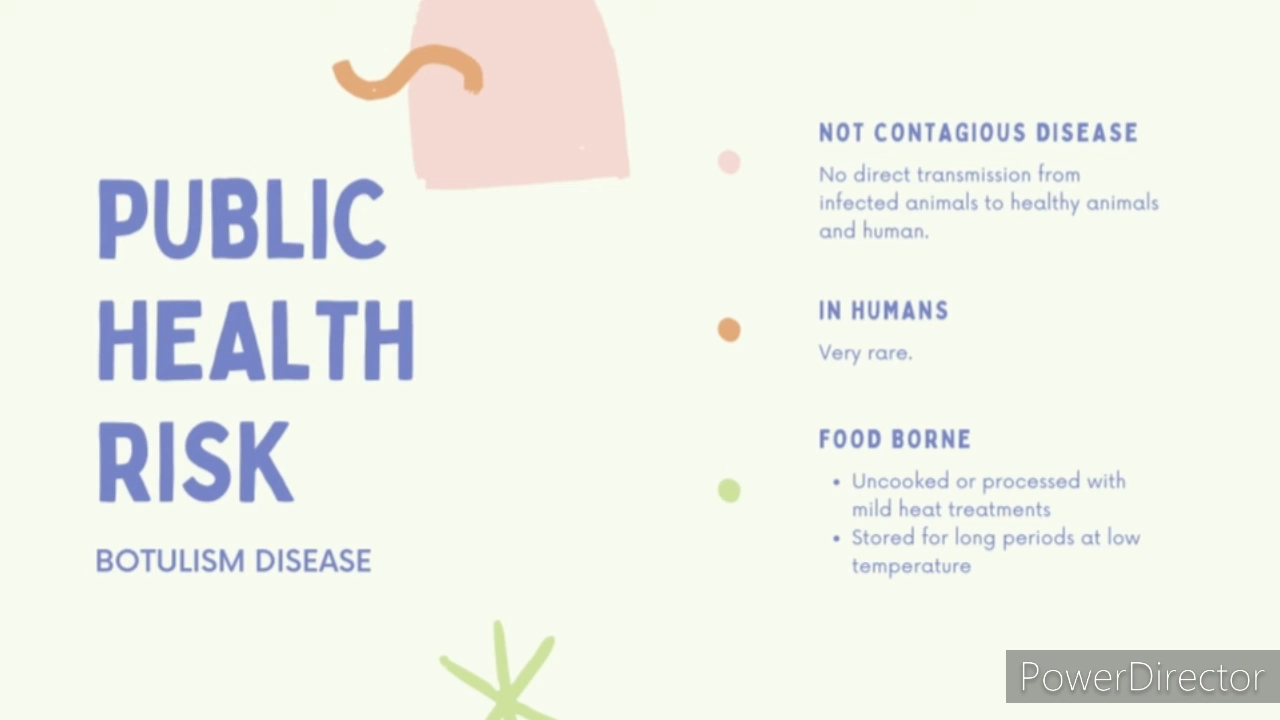 PUBLIC
HEALTH
RISK
BOTULISM DISEASE
NOT CONTAGIOUS DISEASE
No direct transmission from
infected animals to healthy animals
and human.
IN HUMANS
Very rare.
FOOD BORNE
• Uncooked or processed with
mild heat treatments
• Stored for long periods at low
temperature
PowerDirector